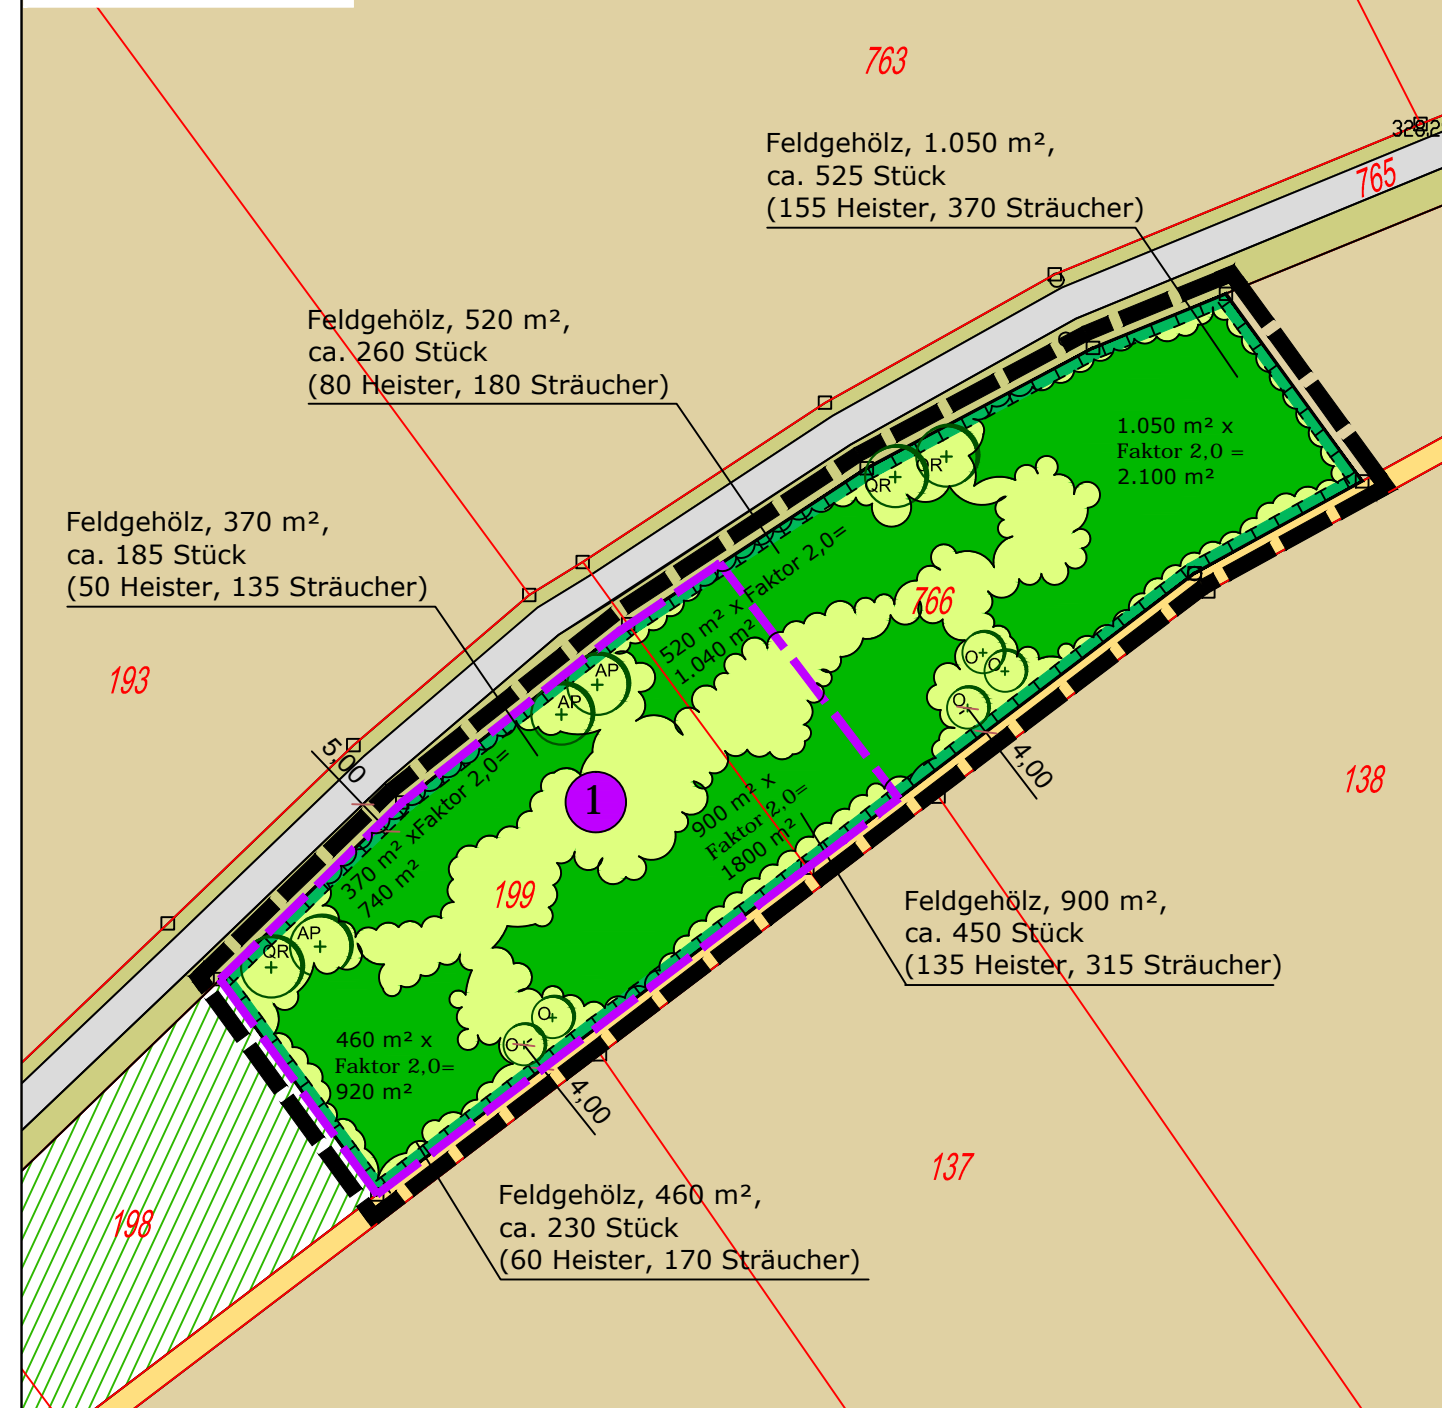 763
328,2
765
Feldgehölz, 1.050 m²,
ca. 525 Stück
(155 Heister, 370 Sträucher)
Feldgehölz, 520 m²,
ca. 260 Stück
(80 Heister, 180 Sträucher)
1.050 m² x
Faktor 2,0 =
2.100 m²
QR
QR
Feldgehölz, 370 m²,
ca. 185 Stück
(50 Heister, 135 Sträucher)
520 m² x Faktor 2,0=
1.040 m²
766
193
AP
AP
O
O
O
5,00
4,00
138
370 m² xFaktor 2,0=
740 m²
1
900 m² x
Faktor 2,0=
1800 m²
199
Feldgehölz, 900 m²,
ca. 450 Stück
(135 Heister, 315 Sträucher)
AP
QR
O
O
460 m² x
Faktor 2,0=
920 m²
4,00
137
198
Feldgehölz, 460 m²,
ca. 230 Stück
(60 Heister, 170 Sträucher)